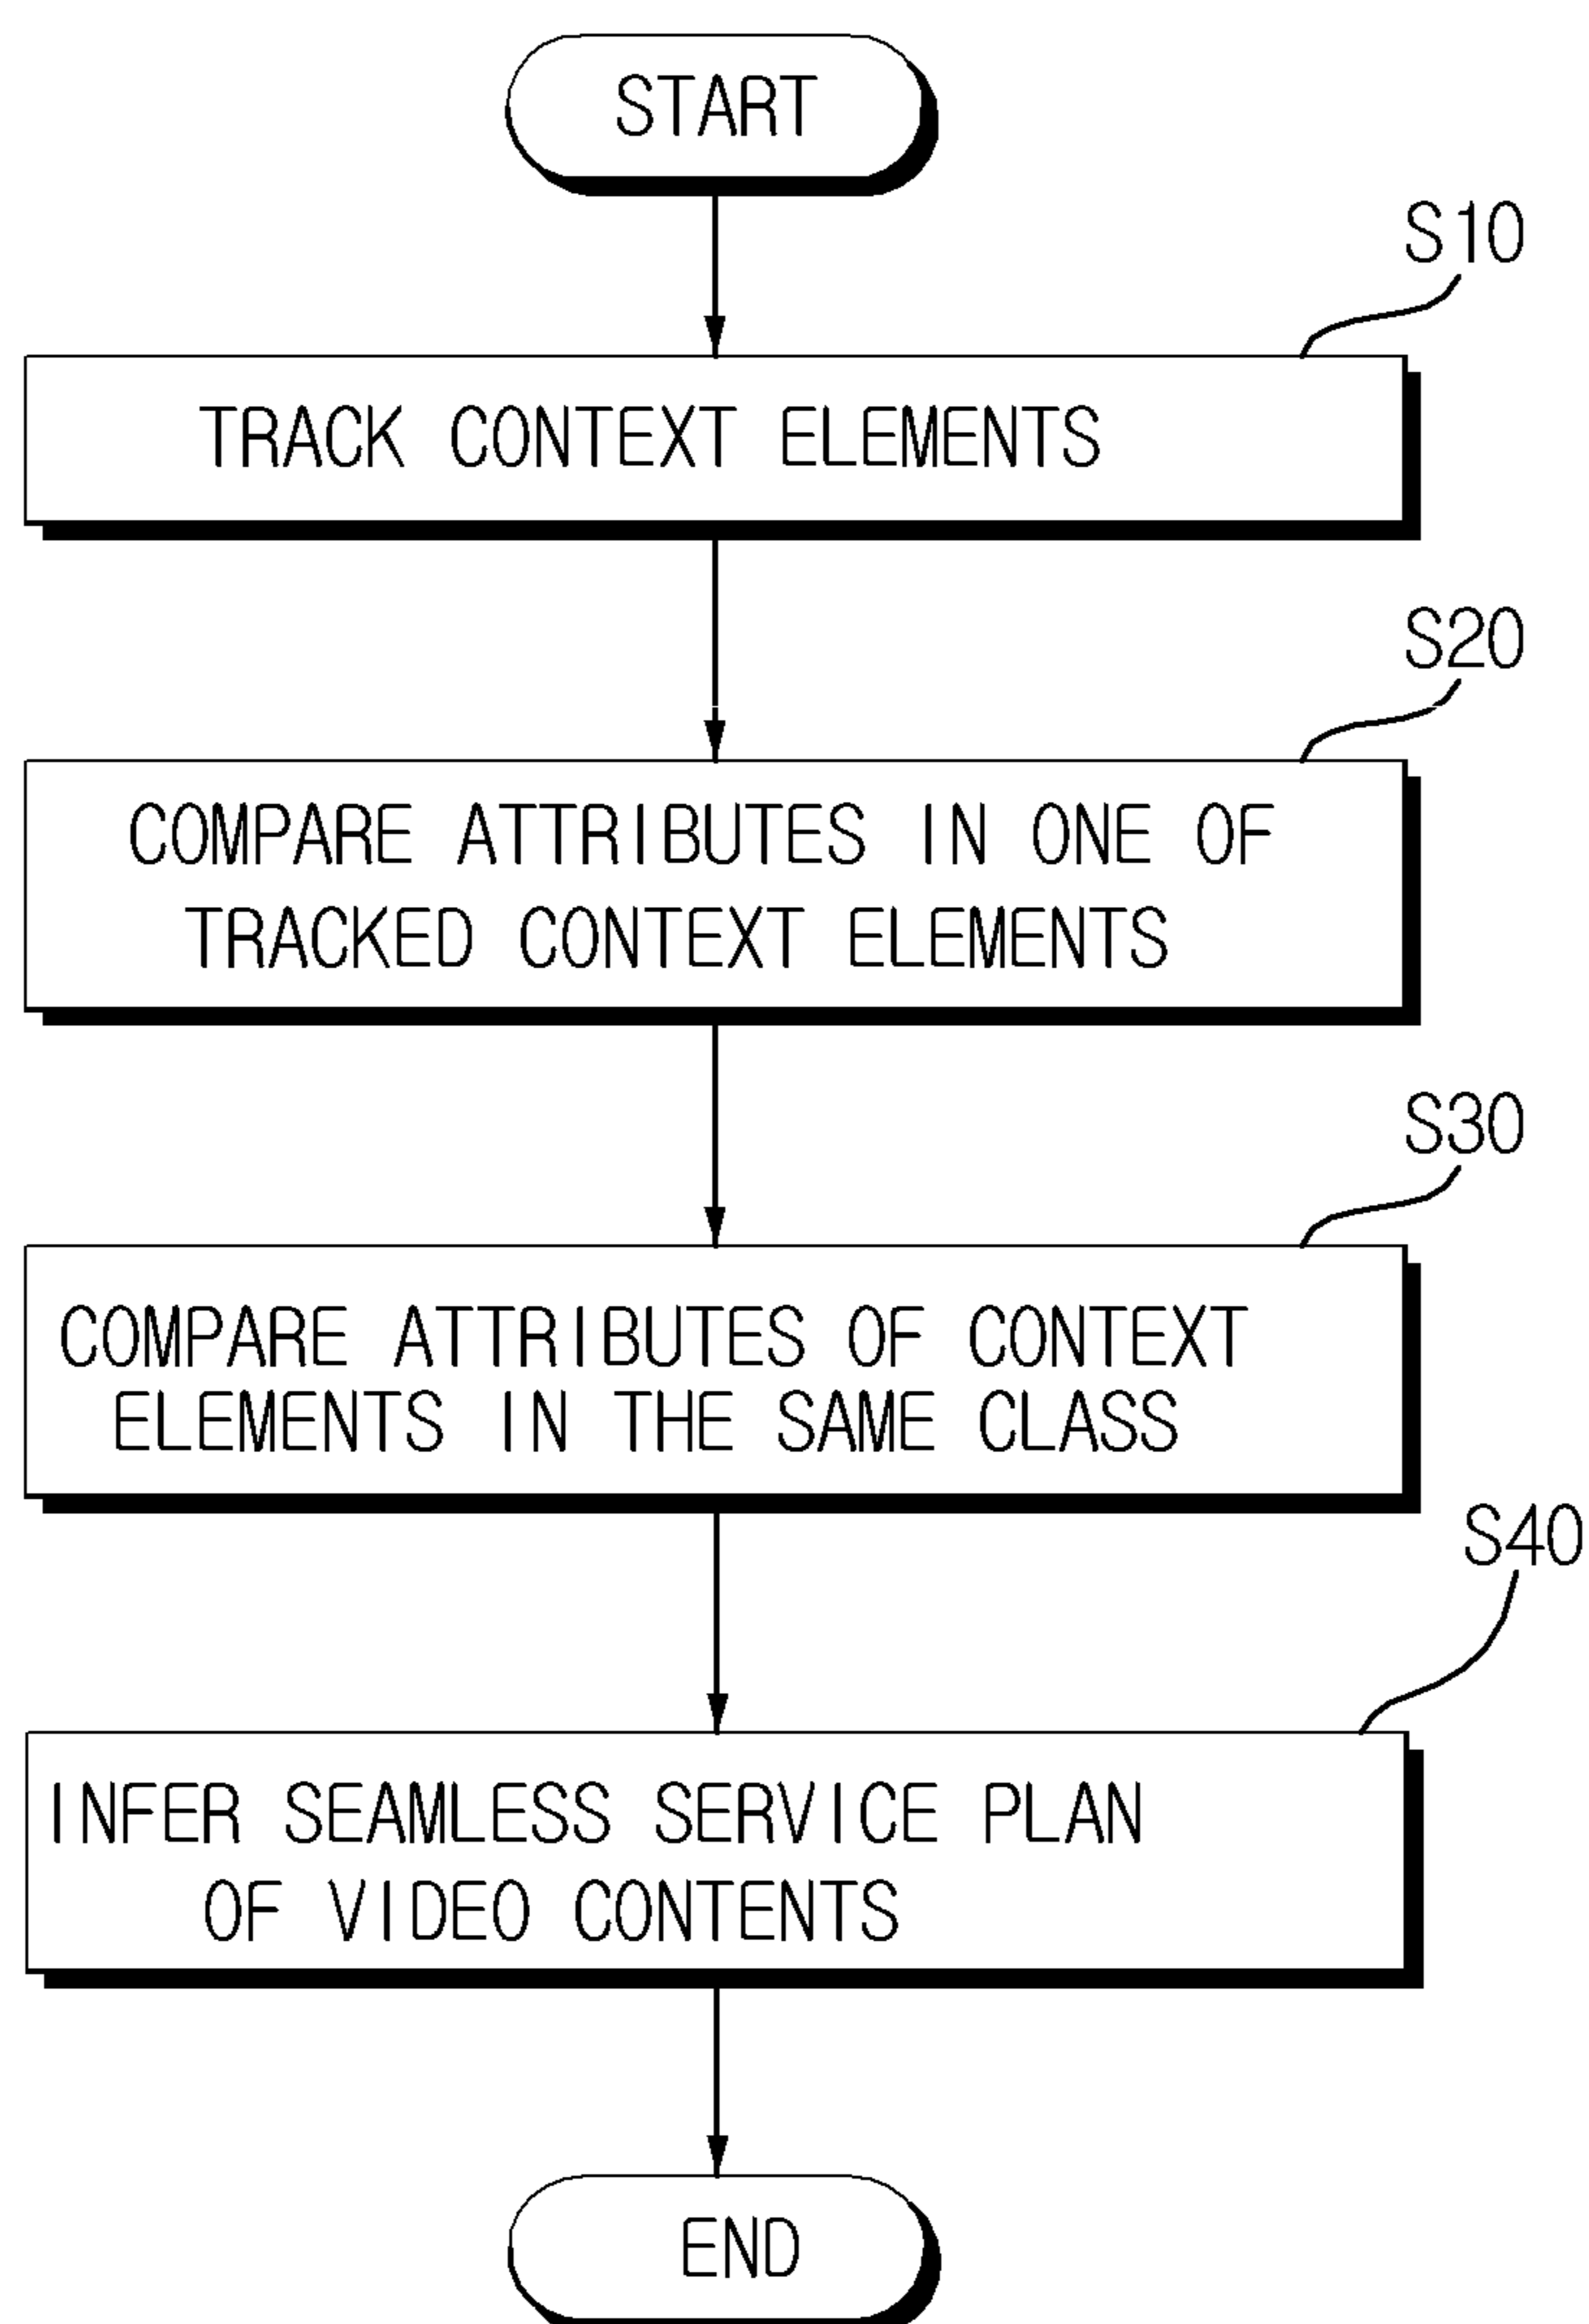 START
S10
TRACK CONTEXT ELEMENTS
S20
COMPARE ATTRIBUTES IN ONE OF
TRACKED CONTEXT ELEMENTS
S30
COMPARE ATTRIBUTES OF CONTEXT
ELEMENTS IN THE SAME CLASS
S40
INFER SEAMLESS SERVICE PLAN
OF VIDEO CONTENTS
END